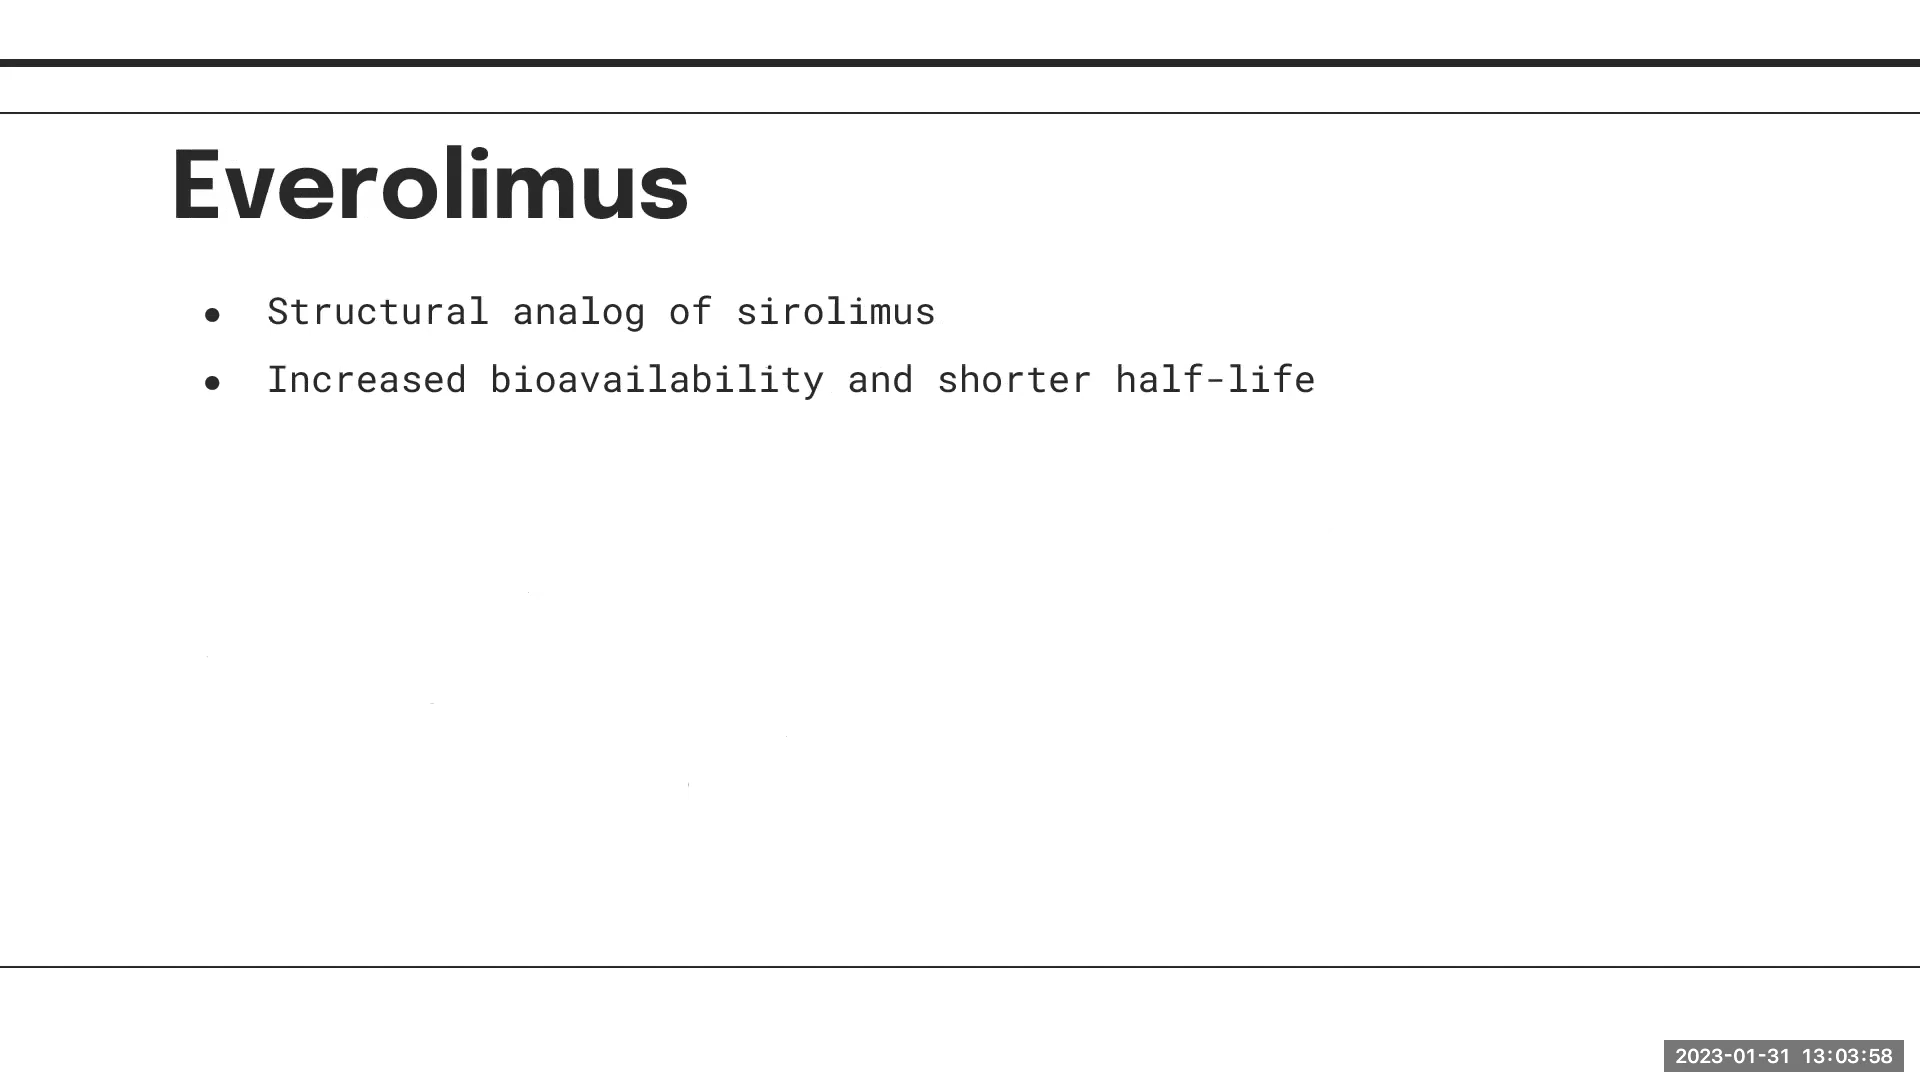 Everolimus
● Structural analog of sirolimus
● Increased bioavailability and shorter half-life
2023-01-31 13:03:58